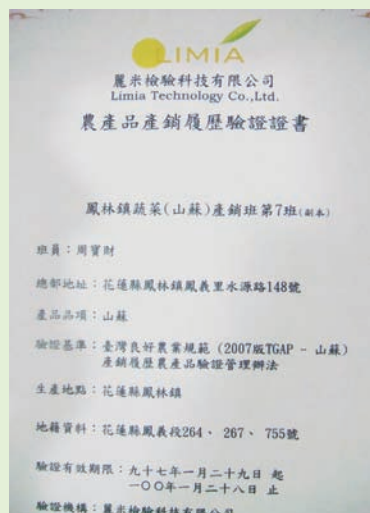 LIMIA
麗米檢驗科技有限公司
Limia Technology Co.,Ltd.
農產品產銷履歷驗證證書
鳳林鎮蔬菜(山蘇)產銷班第7班(副本)
班員：周寶財
總部地址：花蓮縣鳳林鎮鳳義里水源路148號
產品品項：山蘇
驗證基準：臺灣良好農業規範 (2007版TGAP - 山蘇)
產銷履歷農產品驗證管理辦法
生產地點：花蓮縣鳳林鎮
地籍資料：花蓮縣鳳義段264、 267、 755號
驗證有效期限：九十七年一月二十九日 起
一○○年一月二十八日 止
驗證機構：麗米檢驗科技有限公司